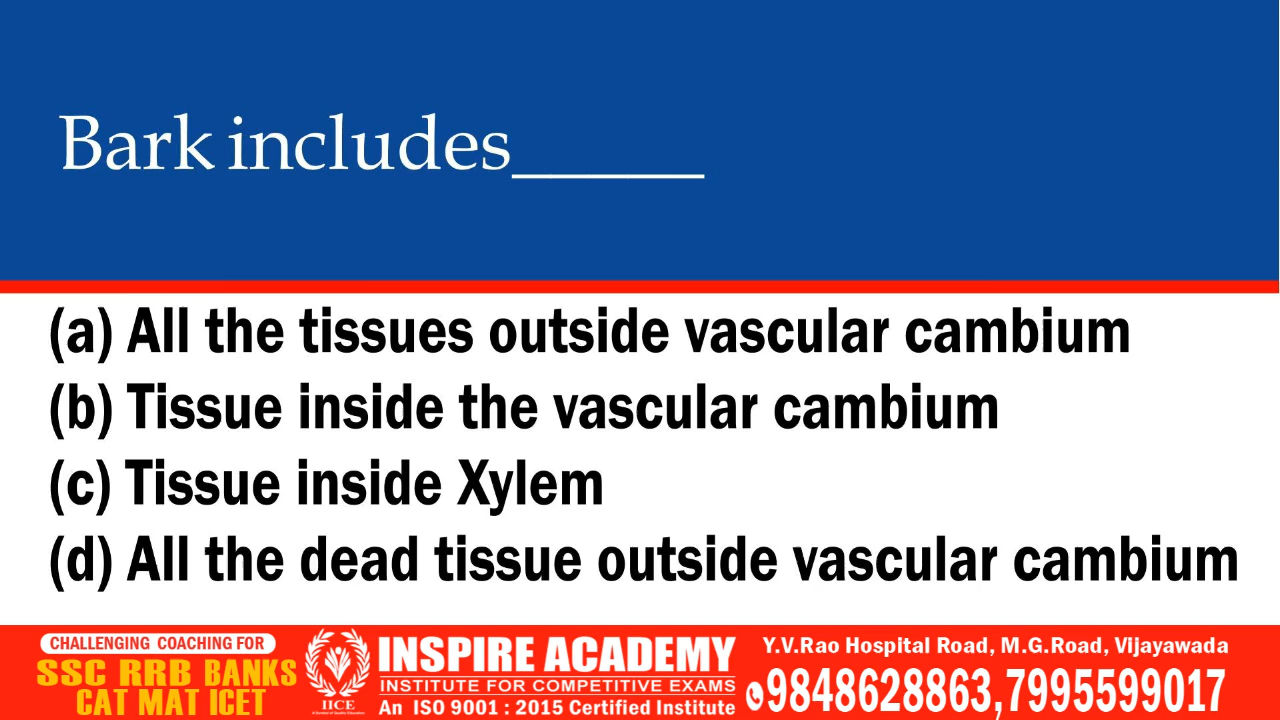 Bark includes______
(a) All the tissues outside vascular cambium
(b) Tissue inside the vascular cambium
(c) Tissue inside Xylem
(d) All the dead tissue outside vascular cambium
CHALLENGING COACHING FOR
SSC RRB BANKS
CAT MAT ICET
IICE
INSPIRE ACADEMY
INSTITUTE FOR COMPETITIVE EXAMS
An ISO 9001 : 2015 Certified Institute
Y.V.Rao Hospital Road, M.G.Road, Vijayawada
9848628863,7995599017